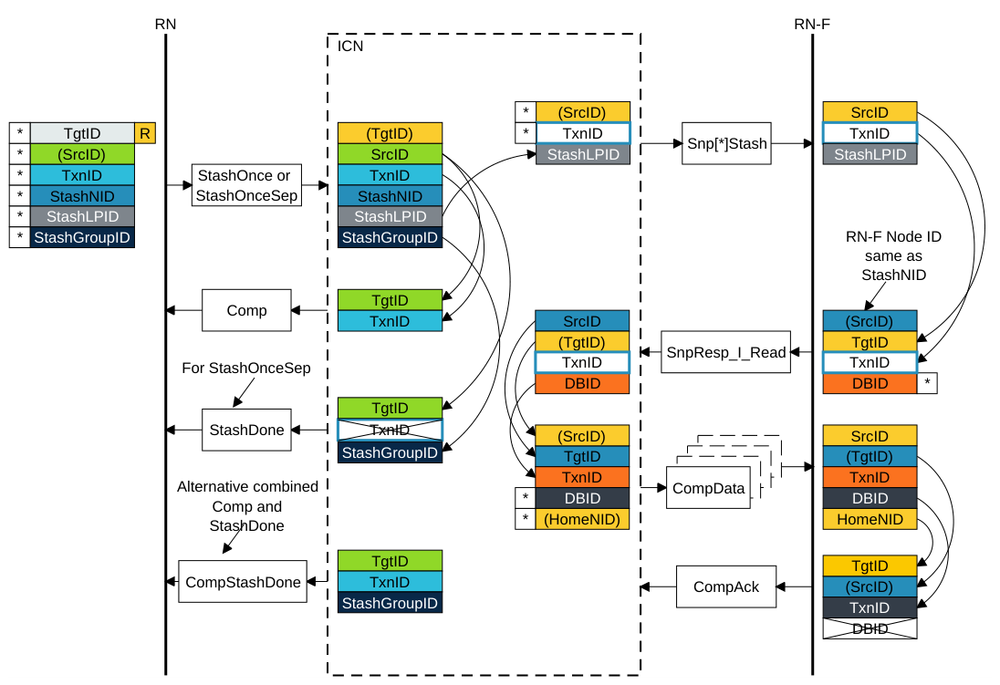 RN
RN-F
ICN
* TgtID R
* (SrcID)
* TxnID
* StashNID
* StashLPID
* StashGroupID
StashOnce or
StashOnceSep
(TgtID)
SrcID
TxnID
StashNID
StashLPID
StashGroupID
* (SrcID)
* TxnID
StashLPID
Snp[*]Stash
SrcID
TxnID
StashLPID
RN-F Node ID
same as
StashNID
Comp
TgtID
TxnID
SrcID
(TgtID)
TxnID
DBID
SnpResp_I_Read
(SrcID)
TgtID
TxnID
DBID *
For StashOnceSep
StashDone
TgtID
TxnID
StashGroupID
(SrcID)
TgtID
TxnID
* DBID
* (HomeNID)
CompData
SrcID
(TgtID)
TxnID
DBID
HomeNID
Alternative combined
Comp and
StashDone
CompStashDone
TgtID
TxnID
StashGroupID
CompAck
TgtID
(SrcID)
TxnID
DBID